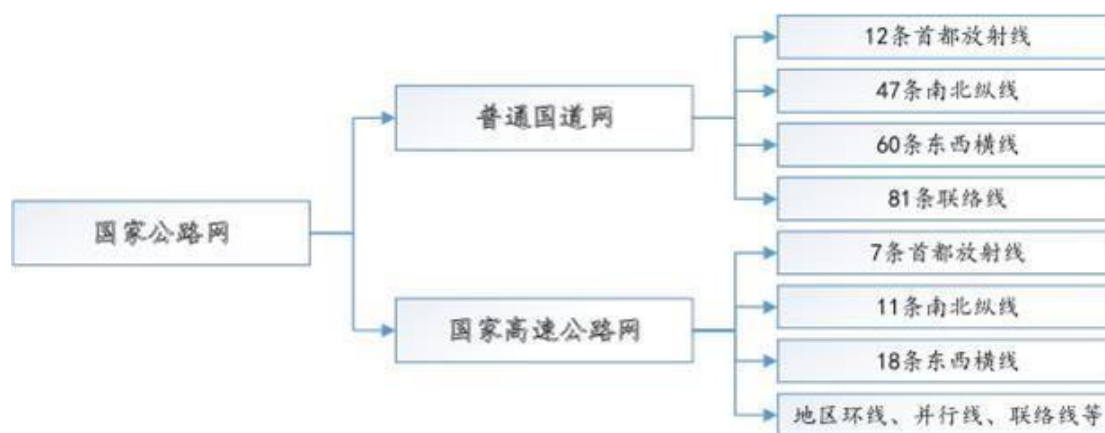 国家公路网
普通国道网
12条首都放射线
47条南北纵线
60条东西横线
81条联络线
国家高速公路网
7条首都放射线
11条南北纵线
18条东西横线
地区环线、并行线、联络线等